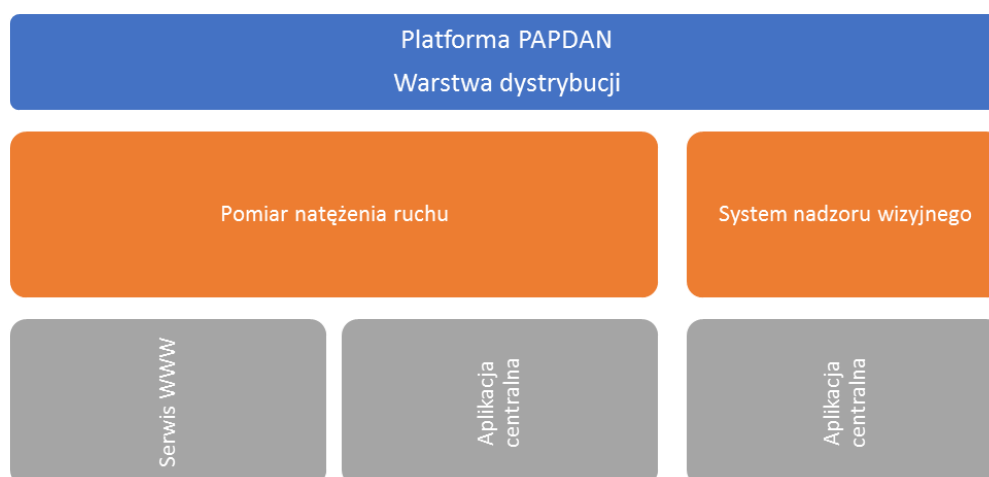 Platforma PAPDAN
Warstwa dystrybucji
Pomiar natężenia ruchu
System nadzoru wizyjnego
Serwis WWW
Aplikacja
centralna
Aplikacja
centralna